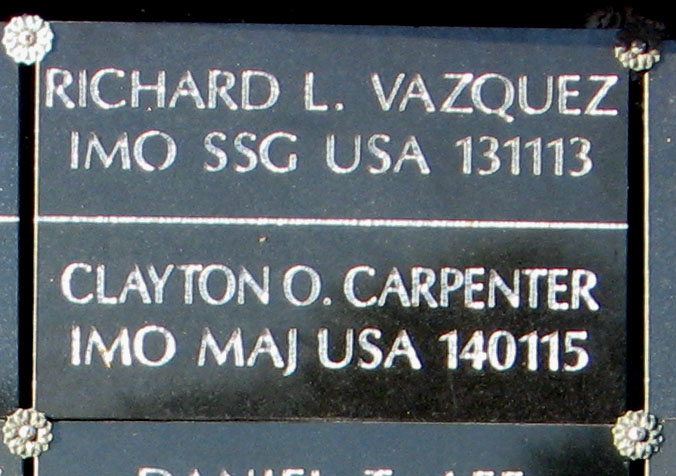 RICHARD L. VAZQUEZ
IMO SSG USA 131113
CLAYTON O. CARPENTER
IMO MAJ USA 140115